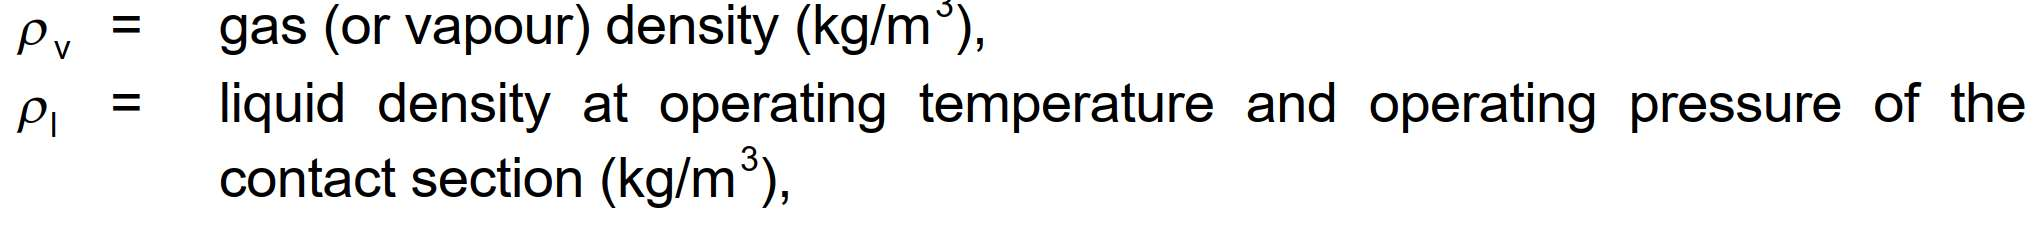 ρv = gas (or vapour) density (kg/m³),
ρl = liquid density at operating temperature and operating pressure of the
contact section (kg/m³),